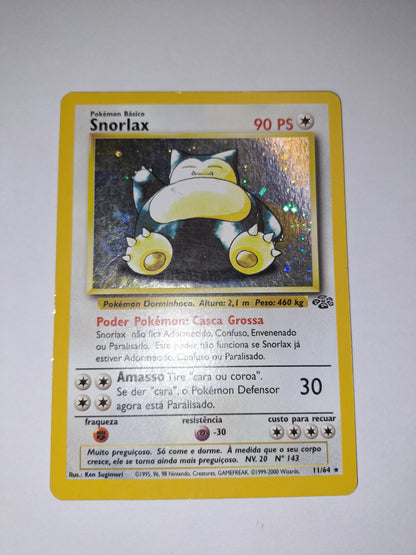 Pokémon Básico
Snorlax 90 PS
Pokémon Dorminhoco. Altura: 2,1 m Peso: 460 kg
Poder Pokémon: Casca Grossa
Snorlax não fica Adormecido, Confuso, Envenenado
ou Paralisado. Este poder não funciona se Snorlax já
estiver Adormecido, Confuso ou Paralisado.
Amasso Tire "cara ou coroa".
Se der "cara", o Pokémon Defensor
agora está Paralisado.
30
fraqueza resistência custo para recuar
-30
Muito preguiçoso. Só come e dorme. À medida que o seu corpo
cresce, ele se torna ainda mais preguiçoso. NV. 20 N° 143
Ilus.: Ken Sugimori ©1995, 96, 98 Nintendo, Creatures, GAMEFREAK. ©1999-2000 Wizards. 11/64 ★